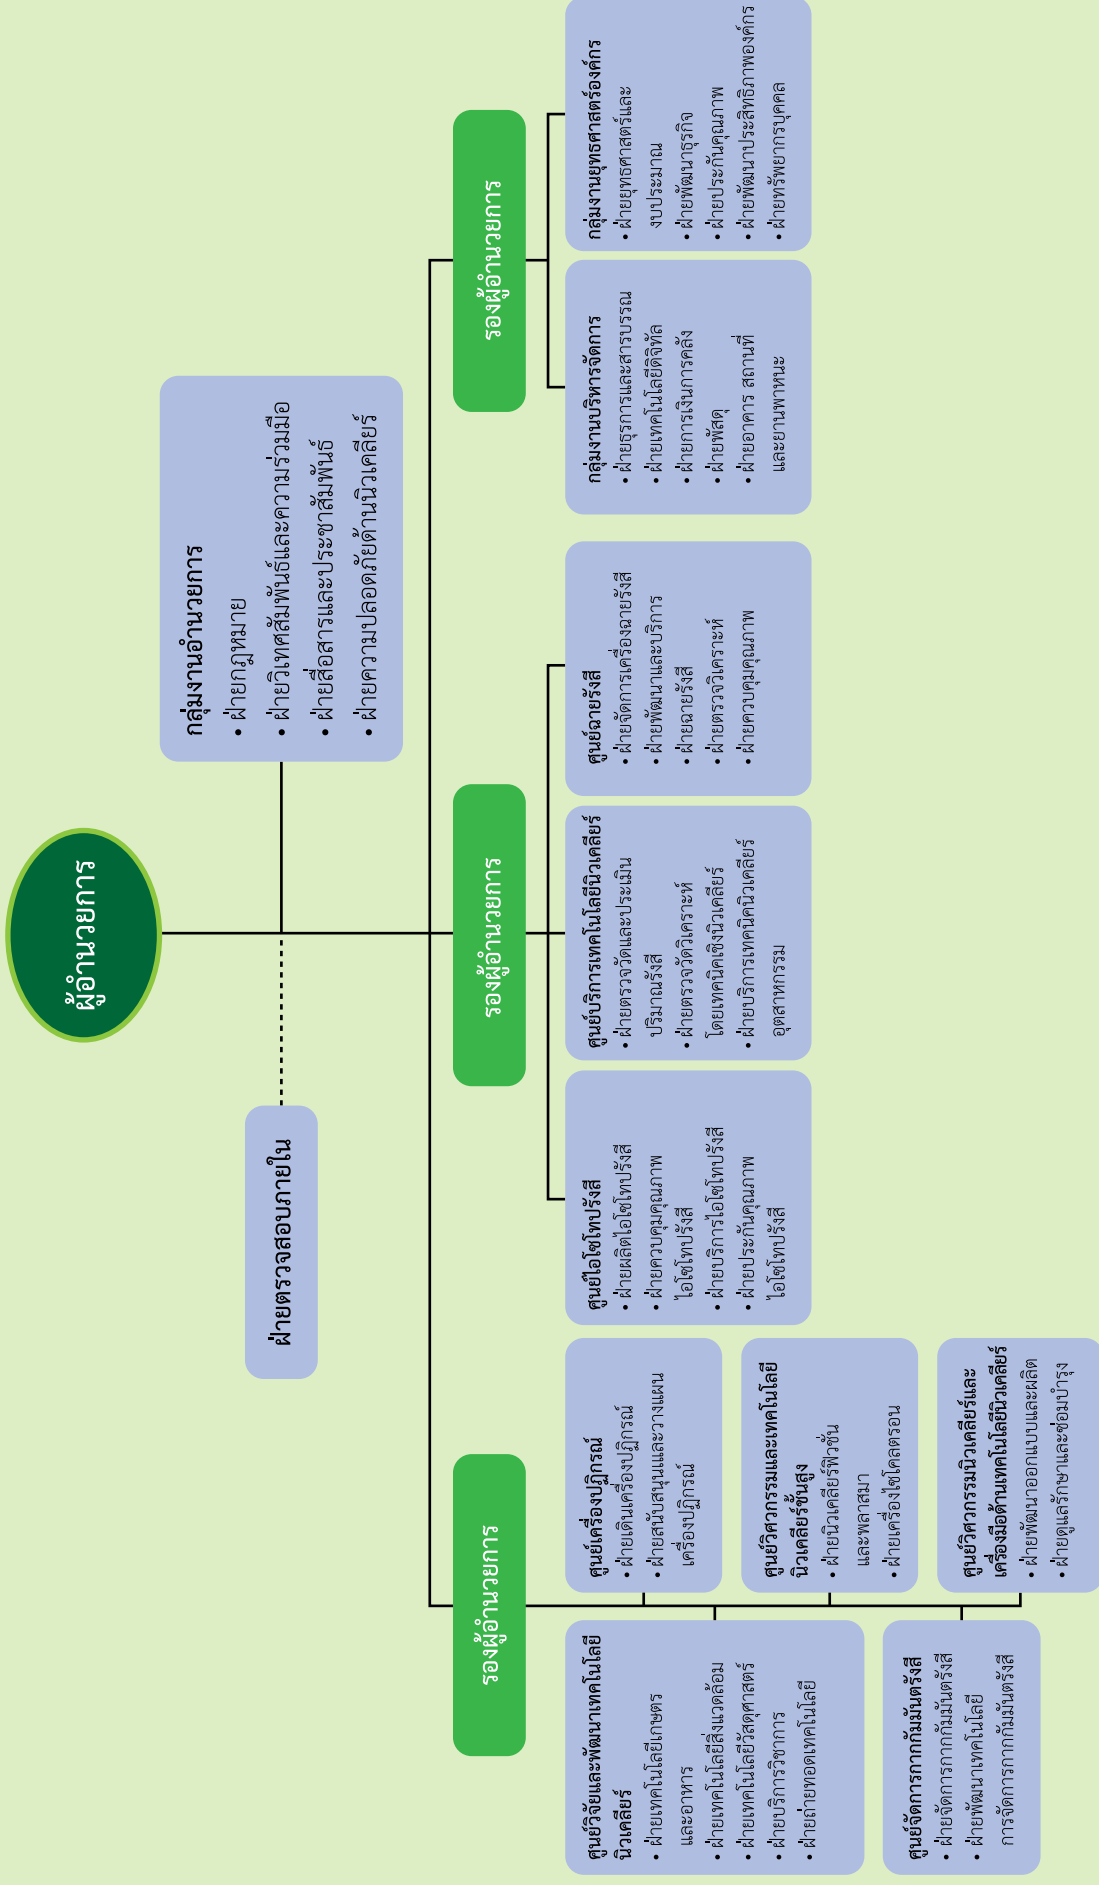 ผู้อำนวยการ
กลุ่มงานอำนวยการ
• ฝ่ายกฎหมาย
• ฝ่ายวิเทศสัมพันธ์และความร่วมมือ
• ฝ่ายสื่อสารและประชาสัมพันธ์
• ฝ่ายความปลอดภัยด้านนิวเคลียร์
ฝ่ายตรวจสอบภายใน
รองผู้อำนวยการ
ศูนย์วิจัยและพัฒนาเทคโนโลยี
นิวเคลียร์
• ฝ่ายเทคโนโลยีเกษตร
และอาหาร
• ฝ่ายเทคโนโลยีสิ่งแวดล้อม
• ฝ่ายเทคโนโลยีวัสดุศาสตร์
• ฝ่ายบริการวิชาการ
• ฝ่ายถ่ายทอดเทคโนโลยี
ศูนย์จัดการกากกัมมันตรังสี
• ฝ่ายจัดการกากกัมมันตรังสี
• ฝ่ายพัฒนาเทคโนโลยี
การจัดการกากกัมมันตรังสี
ศูนย์เครื่องปฏิกรณ์
• ฝ่ายเดินเครื่องปฏิกรณ์
• ฝ่ายสนับสนุนและวางแผน
เครื่องปฏิกรณ์
ศูนย์วิศวกรรมและเทคโนโลยี
นิวเคลียร์ขั้นสูง
• ฝ่ายนิวเคลียร์ฟิวชั่น
และพลาสมา
• ฝ่ายเครื่องไซโคลตรอน
ศูนย์วิศวกรรมนิวเคลียร์และ
เครื่องมือด้านเทคโนโลยีนิวเคลียร์
• ฝ่ายพัฒนาออกแบบและผลิต
• ฝ่ายดูแลรักษาและซ่อมบำรุง
รองผู้อำนวยการ
ศูนย์ไอโซโทปรังสี
• ฝ่ายผลิตไอโซโทปรังสี
• ฝ่ายควบคุมคุณภาพ
ไอโซโทปรังสี
• ฝ่ายบริการไอโซโทปรังสี
• ฝ่ายประกันคุณภาพ
ไอโซโทปรังสี
ศูนย์บริการเทคโนโลยีนิวเคลียร์
• ฝ่ายตรวจวัดและประเมิน
ปริมาณรังสี
• ฝ่ายตรวจวัดวิเคราะห์
โดยเทคนิคเชิงนิวเคลียร์
• ฝ่ายบริการเทคนิคนิวเคลียร์
อุตสาหกรรม
ศูนย์ฉายรังสี
• ฝ่ายจัดการเครื่องฉายรังสี
• ฝ่ายพัฒนาและบริการ
• ฝ่ายฉายรังสี
• ฝ่ายตรวจวิเคราะห์
• ฝ่ายควบคุมคุณภาพ
รองผู้อำนวยการ
กลุ่มงานบริหารจัดการ
• ฝ่ายธุรการและสารบรรณ
• ฝ่ายเทคโนโลยีดิจิทัล
• ฝ่ายการเงินการคลัง
• ฝ่ายพัสดุ
• ฝ่ายอาคาร สถานที่
และยานพาหนะ
กลุ่มงานยุทธศาสตร์องค์กร
• ฝ่ายยุทธศาสตร์และ
งบประมาณ
• ฝ่ายพัฒนาธุรกิจ
• ฝ่ายประกันคุณภาพ
• ฝ่ายพัฒนาประสิทธิภาพองค์กร
• ฝ่ายทรัพยากรบุคคล